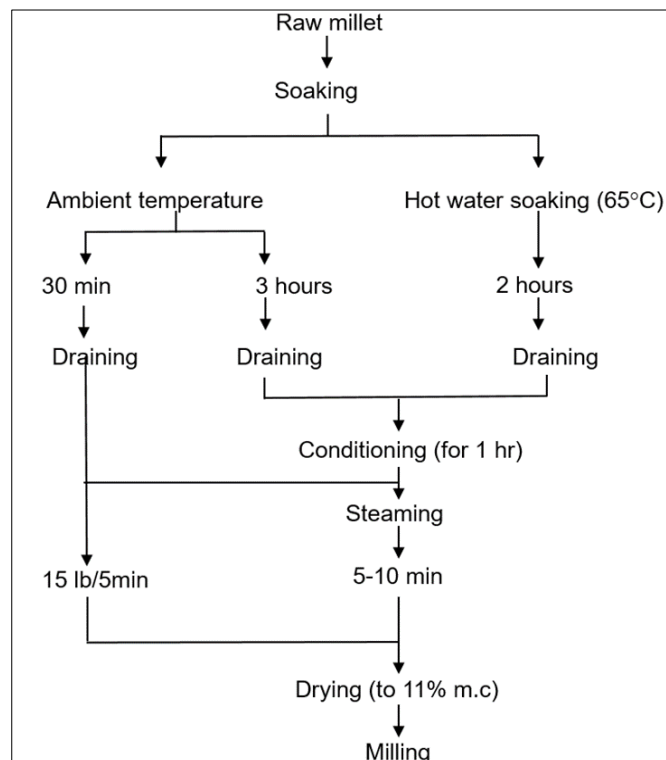 Raw millet
Soaking
Ambient temperature
Hot water soaking (65°C)
30 min
3 hours
2 hours
Draining
Draining
Draining
Conditioning (for 1 hr)
Steaming
15 lb/5min
5-10 min
Drying (to 11% m.c)
Milling